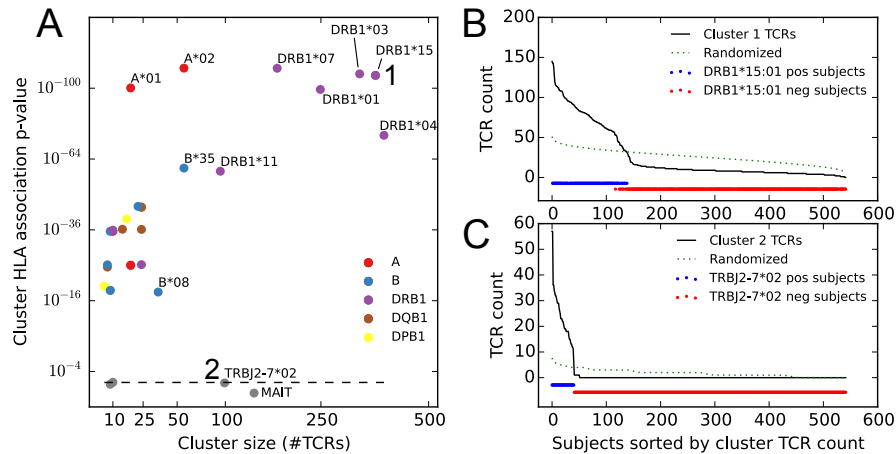 A
Cluster HLA association p-value
10⁻¹⁰⁰
10⁻⁶⁴
10⁻³⁶
10⁻¹⁶
10⁻⁴
DRB1*03
A*02
DRB1*07
DRB1*15
A*01
1
DRB1*01
DRB1*04
B*35
DRB1*11
A
B
B*08
DRB1
DQB1
DPB1
2
TRBJ2-7*02
MAIT
10 25 50 100 250 500
Cluster size (#TCRs)
B
TCR count
200
150
100
50
0
Cluster 1 TCRs
Randomized
DRB1*15:01 pos subjects
DRB1*15:01 neg subjects
0 100 200 300 400 500 600
C
TCR count
60
50
40
30
20
10
0
Cluster 2 TCRs
Randomized
TRBJ2-7*02 pos subjects
TRBJ2-7*02 neg subjects
0 100 200 300 400 500 600
Subjects sorted by cluster TCR count